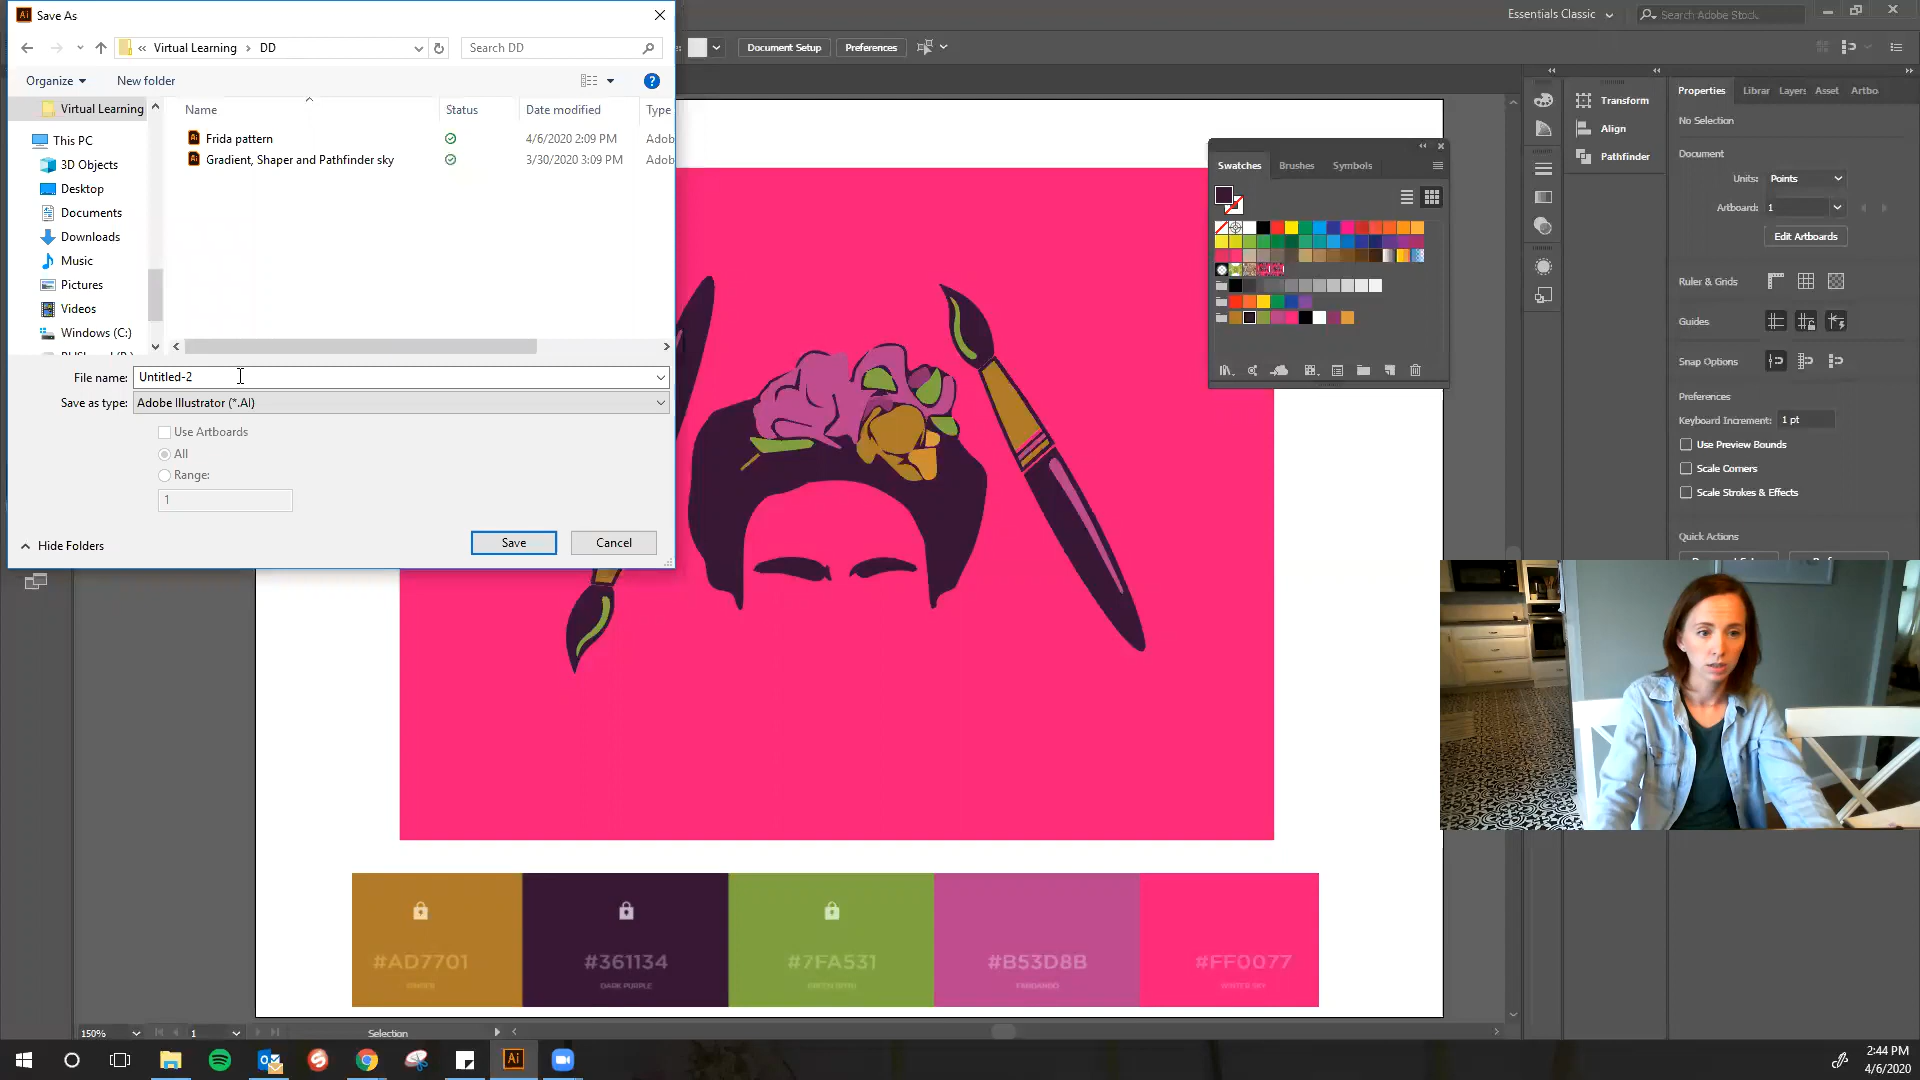 Save As
Virtual Learning > DD
Search DD
Organize
New folder
Name
Status
Date modified
Type
Virtual Learning
This PC
3D Objects
Desktop
Documents
Downloads
Music
Pictures
Videos
Windows (C:)
Frida pattern
4/6/2020 2:09 PM
Adob
Gradient, Shaper and Pathfinder sky
3/30/2020 3:09 PM
Adob
File name: Untitled-2
Save as type: Adobe Illustrator (*.AI)
Use Artboards
All
Range:
1
Hide Folders
Save
Cancel
Essentials Classic
Search Adobe Stock
Document Setup
Preferences
Swatches
Brushes
Symbols
Transform
Align
Pathfinder
Properties
Librar
Layers
Asset
Artbo
No Selection
Document
Units: Points
Artboard: 1
Edit Artboards
Ruler & Grids
Guides
Snap Options
Preferences
Keyboard Increment: 1 pt
Use Preview Bounds
Scale Corners
Scale Strokes & Effects
Quick Actions
#AD7701
#361134
DARK PURPLE
#7FA531
#B53D8B
FANDANGO
#FF0077
WINTER SKY
150%
1
Selection
Ai
2:44 PM
4/6/2020